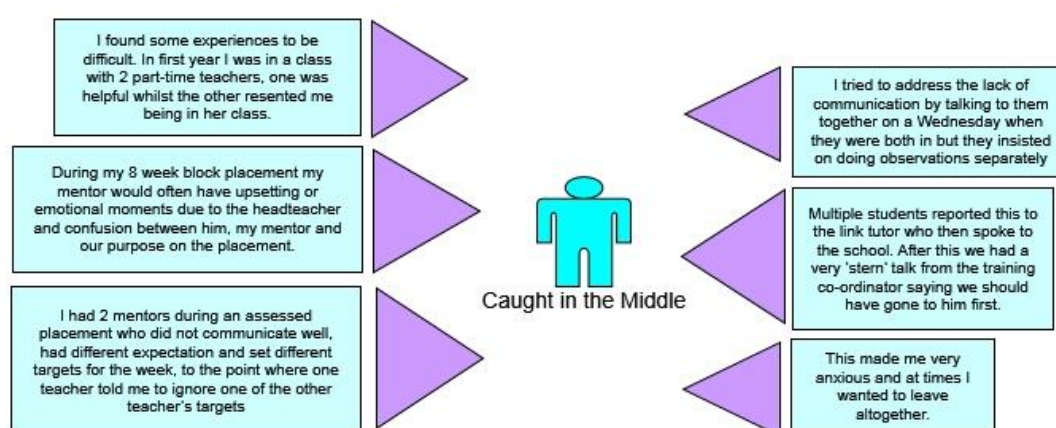 I found some experiences to be
difficult. In first year I was in a class
with 2 part-time teachers, one was
helpful whilst the other resented me
being in her class.
During my 8 week block placement my
mentor would often have upsetting or
emotional moments due to the headteacher
and confusion between him, my mentor and
our purpose on the placement.
I had 2 mentors during an assessed
placement who did not communicate well,
had different expectation and set different
targets for the week, to the point where one
teacher told me to ignore one of the other
teacher's targets
Caught in the Middle
I tried to address the lack of
communication by talking to them
together on a Wednesday when
they were both in but they insisted
on doing observations separately
Multiple students reported this to
the link tutor who then spoke to
the school. After this we had a
very 'stern' talk from the training
co-ordinator saying we should
have gone to him first.
This made me very
anxious and at times I
wanted to leave
altogether.